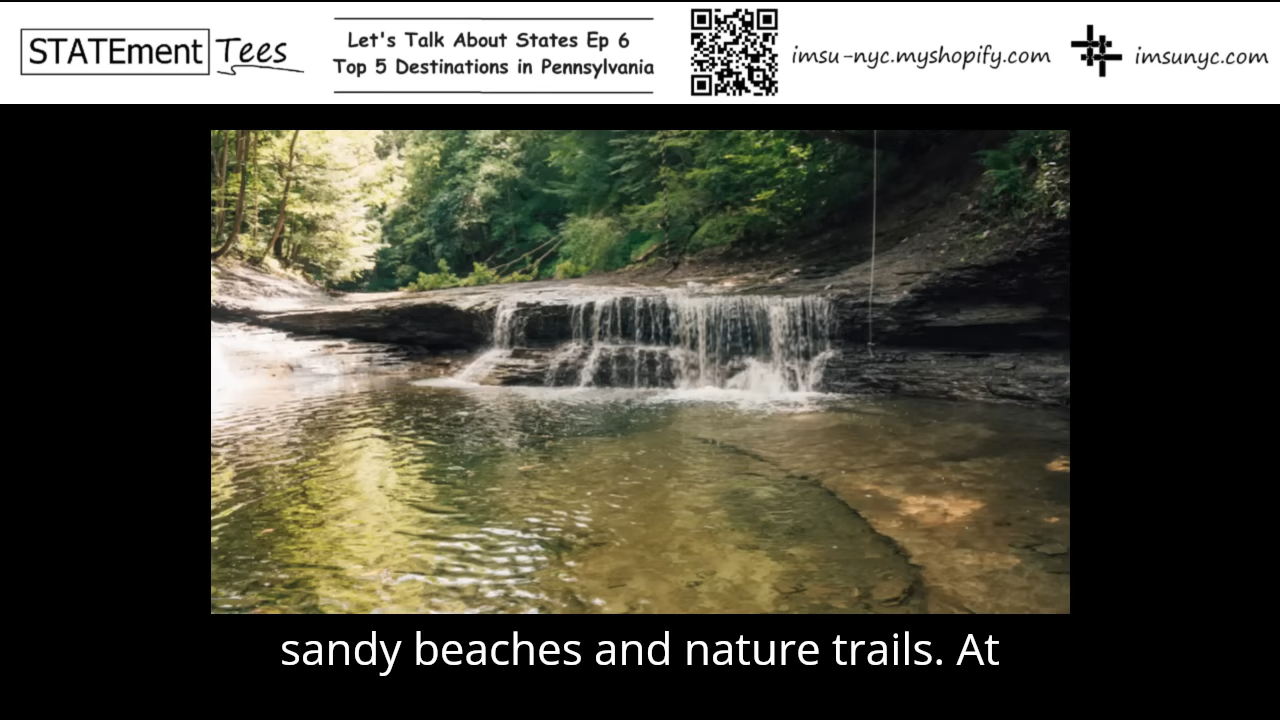 STATEment Tees
Let's Talk About States Ep 6
Top 5 Destinations in Pennsylvania
imsu-nyc.myshopify.com
imsunyc.com
sandy beaches and nature trails. At